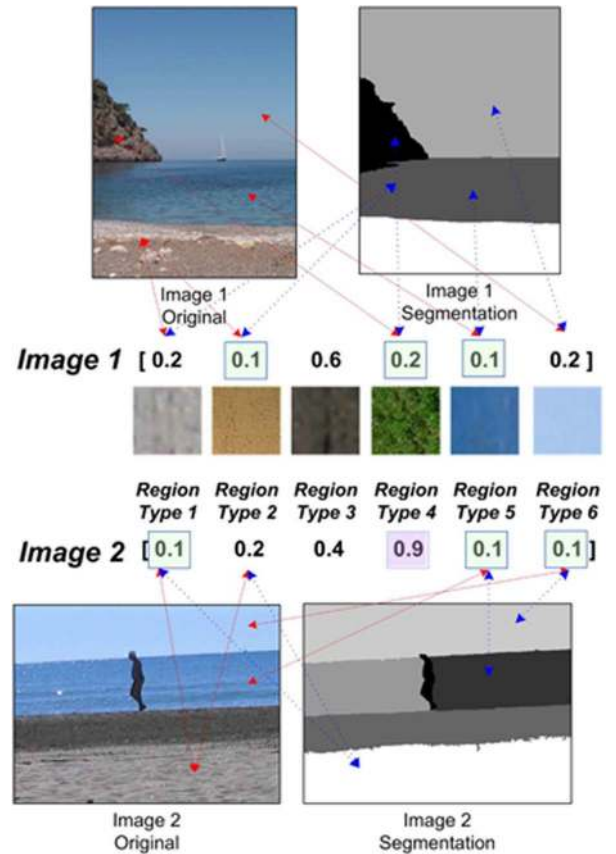 Image 1
Original
Image 1
Segmentation
Image 1 [ 0.2 0.1 0.6 0.2 0.1 0.2 ]
Region Type 1 Region Type 2 Region Type 3 Region Type 4 Region Type 5 Region Type 6
Image 2 [ 0.1 0.2 0.4 0.9 0.1 0.1 ]
Image 2
Original
Image 2
Segmentation